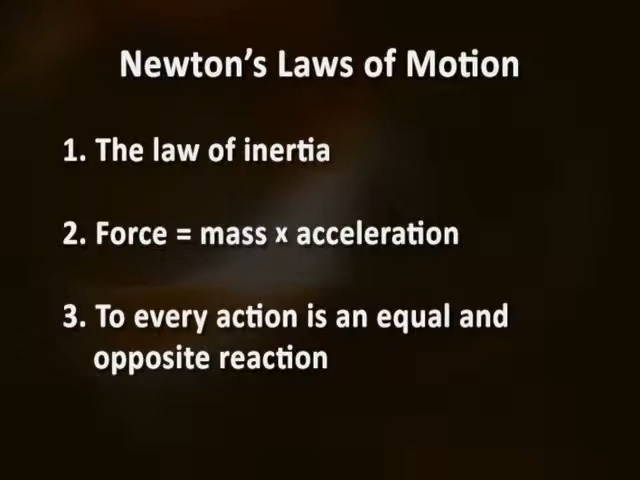 Newton's Laws of Motion
1. The law of inertia
2. Force = mass x acceleration
3. To every action is an equal and
opposite reaction